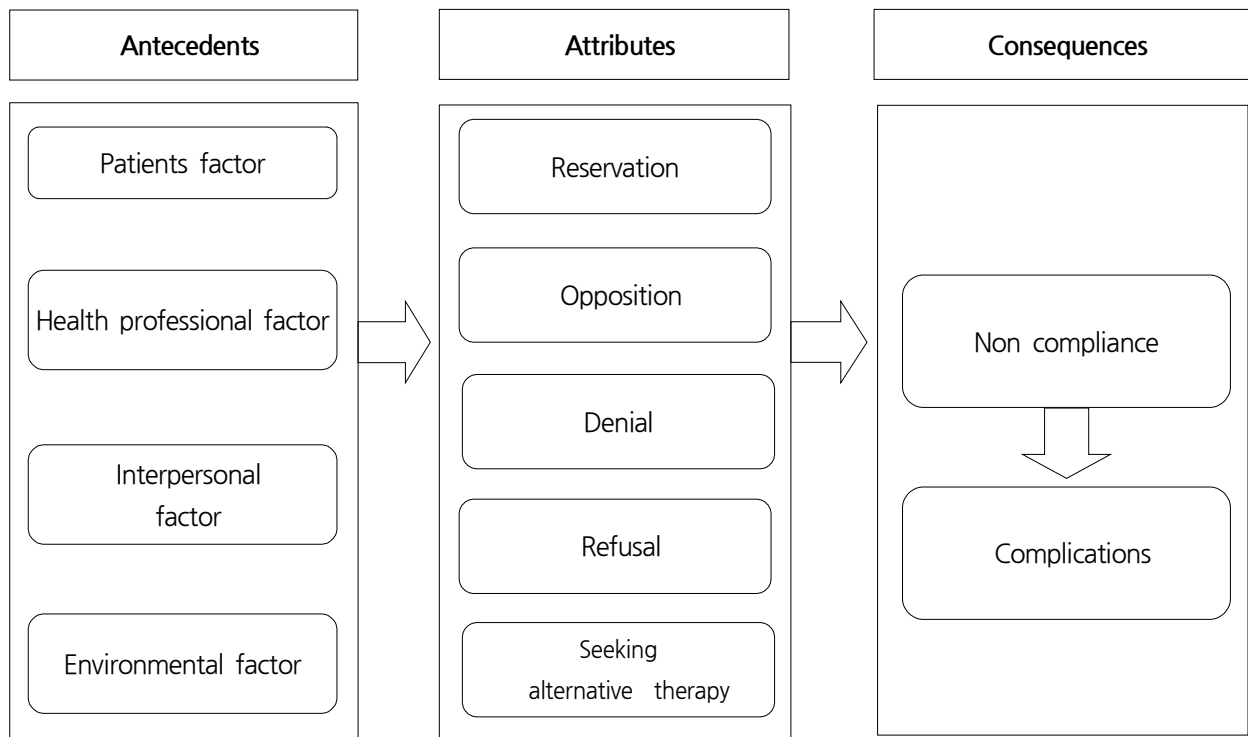 Antecedents
Patients factor
Health professional factor
Interpersonal
factor
Environmental factor
Attributes
Reservation
Opposition
Denial
Refusal
Seeking
alternative therapy
Consequences
Non compliance
Complications